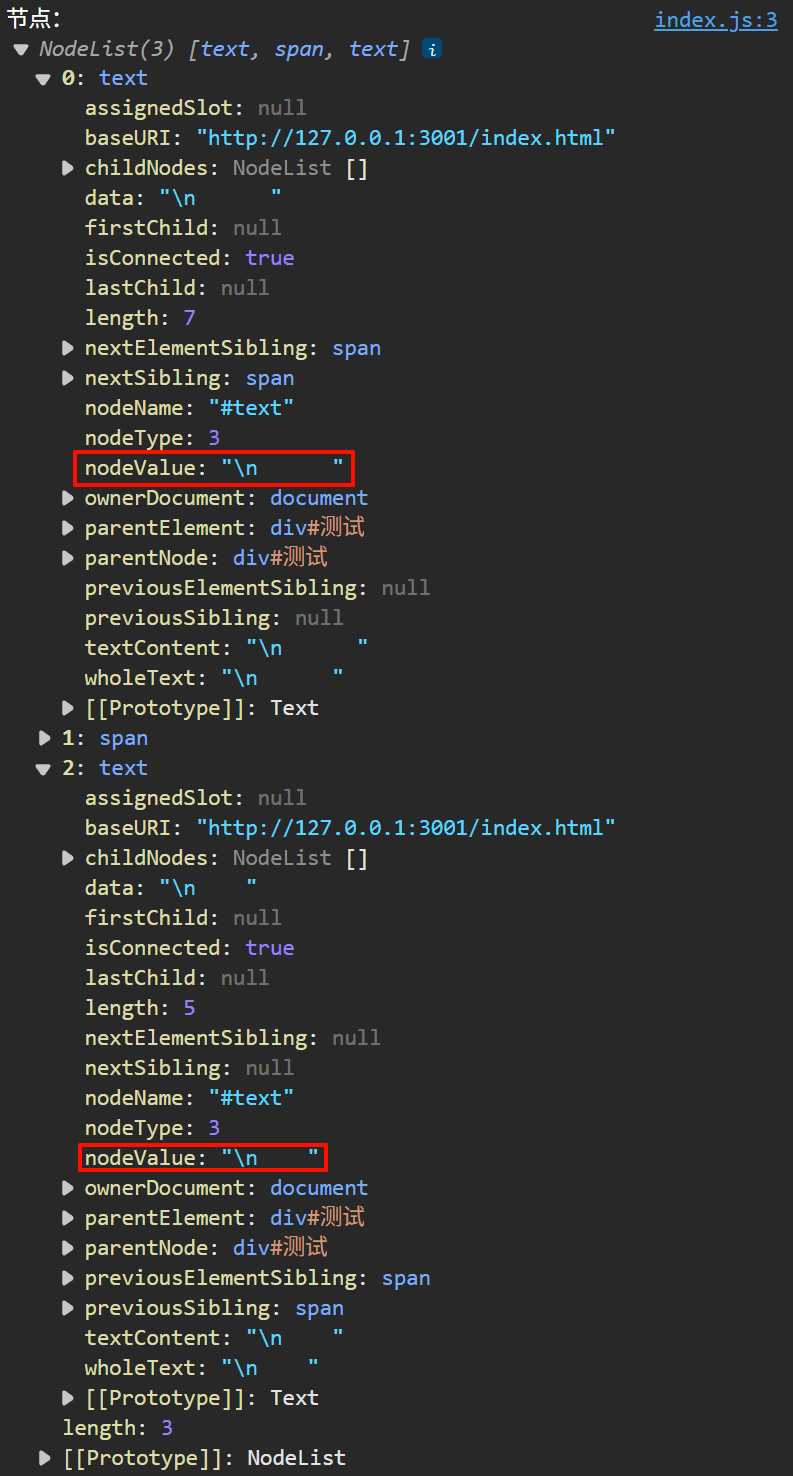 节点：  index.js:3
▼ NodeList(3) [text, span, text] i
▼ 0: text
assignedSlot: null
baseURI: "http://127.0.0.1:3001/index.html"
▶ childNodes: NodeList []
data: "\n      "
firstChild: null
isConnected: true
lastChild: null
length: 7
▶ nextElementSibling: span
▶ nextSibling: span
nodeName: "#text"
nodeType: 3
nodeValue: "\n      "
▶ ownerDocument: document
▶ parentElement: div#测试
▶ parentNode: div#测试
previousElementSibling: null
previousSibling: null
textContent: "\n      "
wholeText: "\n      "
▶ [[Prototype]]: Text
▶ 1: span
▼ 2: text
assignedSlot: null
baseURI: "http://127.0.0.1:3001/index.html"
▶ childNodes: NodeList []
data: "\n    "
firstChild: null
isConnected: true
lastChild: null
length: 5
nextElementSibling: null
nextSibling: null
nodeName: "#text"
nodeType: 3
nodeValue: "\n    "
▶ ownerDocument: document
▶ parentElement: div#测试
▶ parentNode: div#测试
▶ previousElementSibling: span
▶ previousSibling: span
textContent: "\n    "
wholeText: "\n    "
▶ [[Prototype]]: Text
length: 3
▶ [[Prototype]]: NodeList